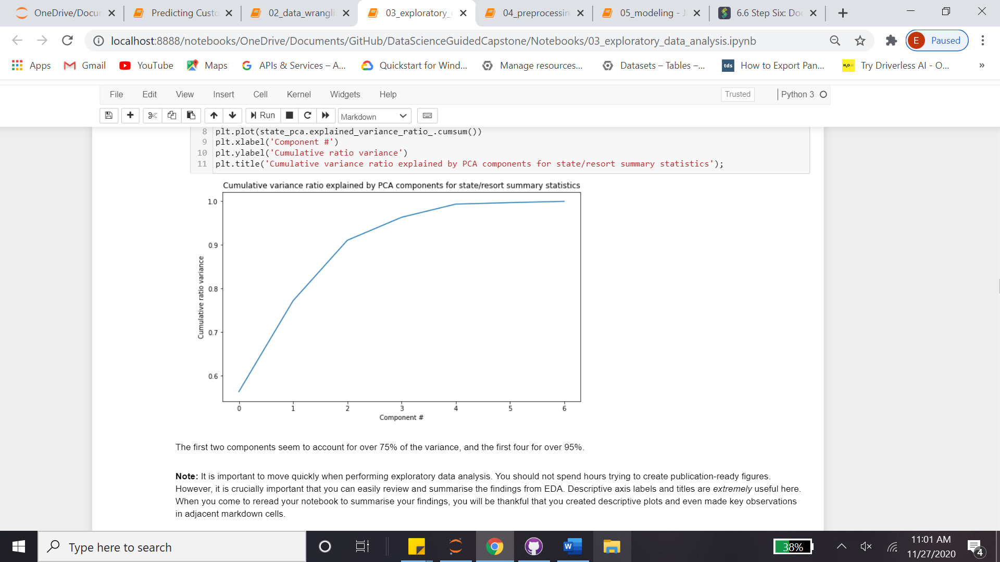 OneDrive/Docu
Predicting Custo
02_data_wrangli
03_exploratory_
04_preprocessin
05_modeling - J
6.6 Step Six: Do
localhost:8888/notebooks/OneDrive/Documents/GitHub/DataScienceGuidedCapstone/Notebooks/03_exploratory_data_analysis.ipynb
E Paused
Apps Gmail YouTube Maps APIs & Services – A... Quickstart for Wind... Manage resources... Datasets – Tables –... tds How to Export Pan... H₂O.ai Try Driverless AI - O... »
File Edit View Insert Cell Kernel Widgets Help Trusted Python 3
Run Markdown
8 plt.plot(state_pca.explained_variance_ratio_.cumsum())
9 plt.xlabel('Component #')
10 plt.ylabel('Cumulative ratio variance')
11 plt.title('Cumulative variance ratio explained by PCA components for state/resort summary statistics');
Cumulative variance ratio explained by PCA components for state/resort summary statistics
1.0
0.9
0.8
0.7
0.6
Cumulative ratio variance
0 1 2 3 4 5 6
Component #
The first two components seem to account for over 75% of the variance, and the first four for over 95%.
Note: It is important to move quickly when performing exploratory data analysis. You should not spend hours trying to create publication-ready figures.
However, it is crucially important that you can easily review and summarise the findings from EDA. Descriptive axis labels and titles are extremely useful here.
When you come to reread your notebook to summarise your findings, you will be thankful that you created descriptive plots and even made key observations
in adjacent markdown cells.
Type here to search
W
38%
11:01 AM
11/27/2020
4